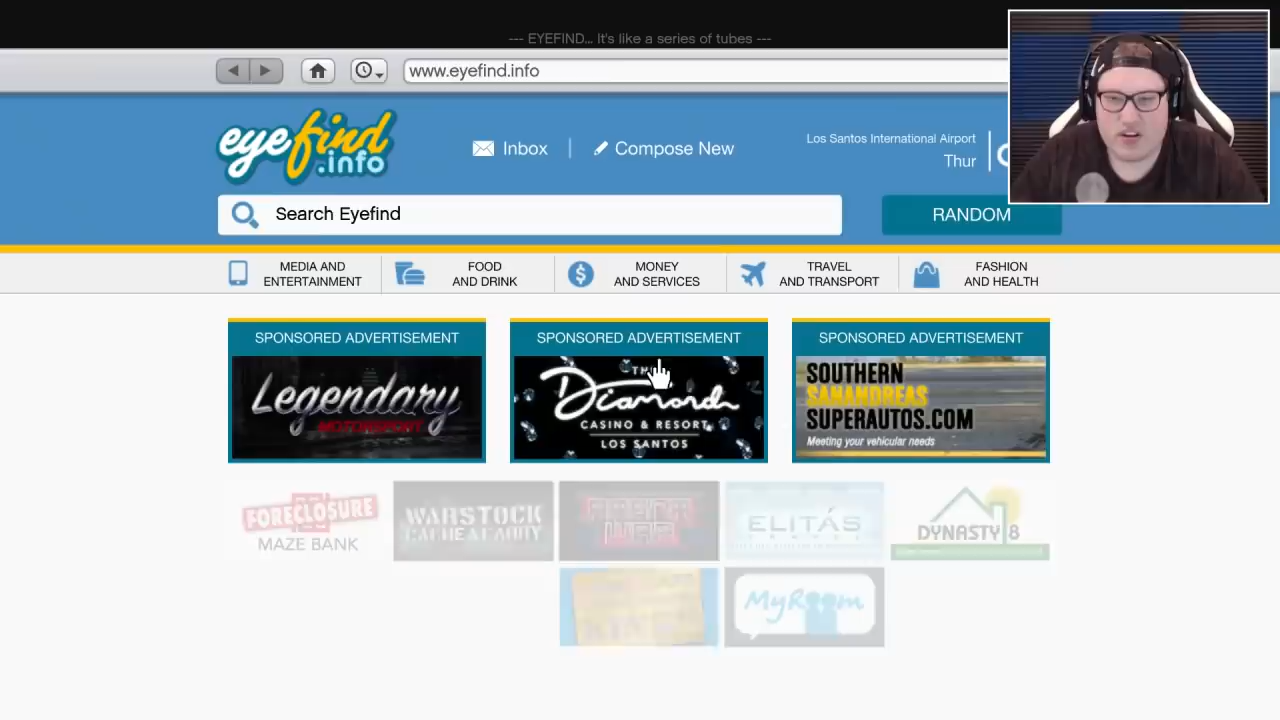 --- EYEFIND... It's like a series of tubes ---
www.eyefind.info
eyefind
.info
Inbox
Compose New
Los Santos International Airport
Thur
Search Eyefind
RANDOM
MEDIA AND
ENTERTAINMENT
FOOD
AND DRINK
MONEY
AND SERVICES
TRAVEL
AND TRANSPORT
FASHION
AND HEALTH
SPONSORED ADVERTISEMENT
Legendary
MOTORSPORT
SPONSORED ADVERTISEMENT
THE
Diamond
CASINO & RESORT
LOS SANTOS
SPONSORED ADVERTISEMENT
SOUTHERN
SANANDREAS
SUPERAUTOS.COM
Meeting your vehicular needs
FORECLOSURE
MAZE BANK
WARSTOCK
CACHE & CARRY
ELITÁS
DYNASTY 8
MyRoom